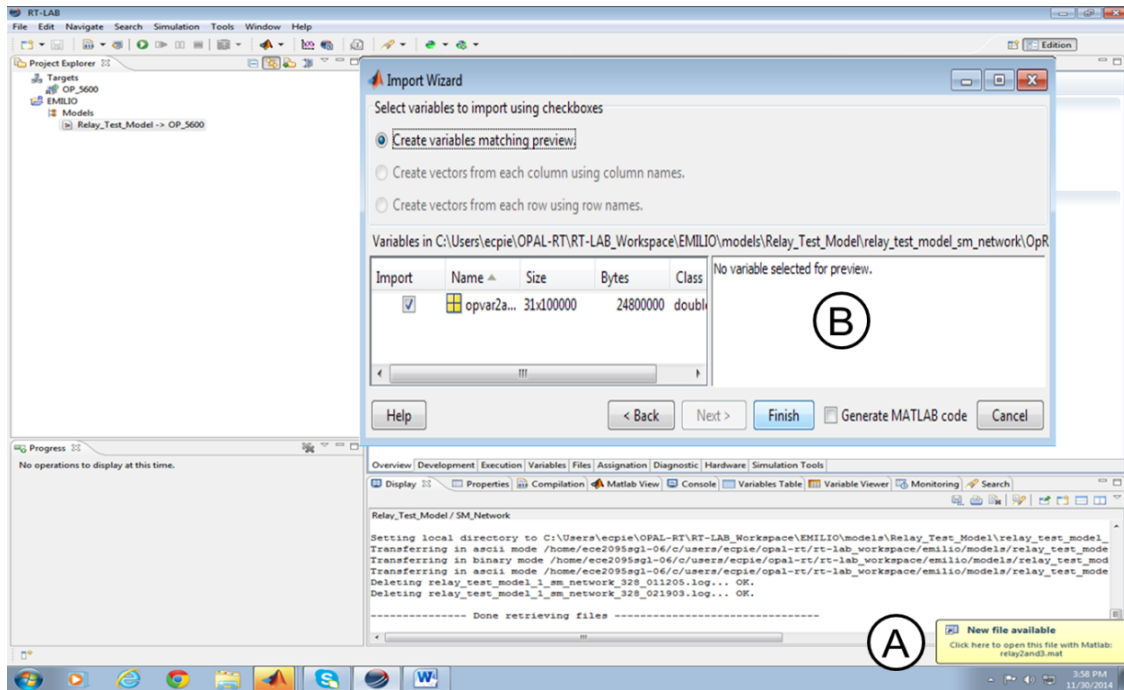 RT-LAB
File Edit Navigate Search Simulation Tools Window Help
Edition
Project Explorer
Targets
OP_5600
EMILIO
Models
Relay_Test_Model -> OP_5600
Import Wizard
Select variables to import using checkboxes
Create variables matching preview.
Create vectors from each column using column names.
Create vectors from each row using row names.
Variables in C:\Users\ecpie\OPAL-RT\RT-LAB_Workspace\EMILIO\models\Relay_Test_Model\relay_test_model_sm_network\OpR
Import Name Size Bytes Class
opvar2a... 31x100000 24800000 double
No variable selected for preview.
B
Help < Back Next > Finish Generate MATLAB code Cancel
Progress
No operations to display at this time.
Overview Development Execution Variables Files Assignation Diagnostic Hardware Simulation Tools
Display Properties Compilation Matlab View Console Variables Table Variable Viewer Monitoring Search
Relay_Test_Model / SM_Network
Setting local directory to C:\Users\ecpie\OPAL-RT\RT-LAB_Workspace\EMILIO\models\Relay_Test_Model\relay_test_model_
Transferring in ascii mode /home/ece2095sgl-06/c/users/ecpie/opal-rt/rt-lab_workspace/emilio/models/relay_test_mode
Transferring in binary mode /home/ece2095sgl-06/c/users/ecpie/opal-rt/rt-lab_workspace/emilio/models/relay_test_mod
Transferring in ascii mode /home/ece2095sgl-06/c/users/ecpie/opal-rt/rt-lab_workspace/emilio/models/relay_test_mode
Deleting relay_test_model_1_sm_network_328_011205.log... OK.
Deleting relay_test_model_1_sm_network_328_021903.log... OK.
--------------- Done retrieving files ---------------------------------
A
New file available
Click here to open this file with Matlab:
relay2and3.mat
3:58 PM
11/30/2014